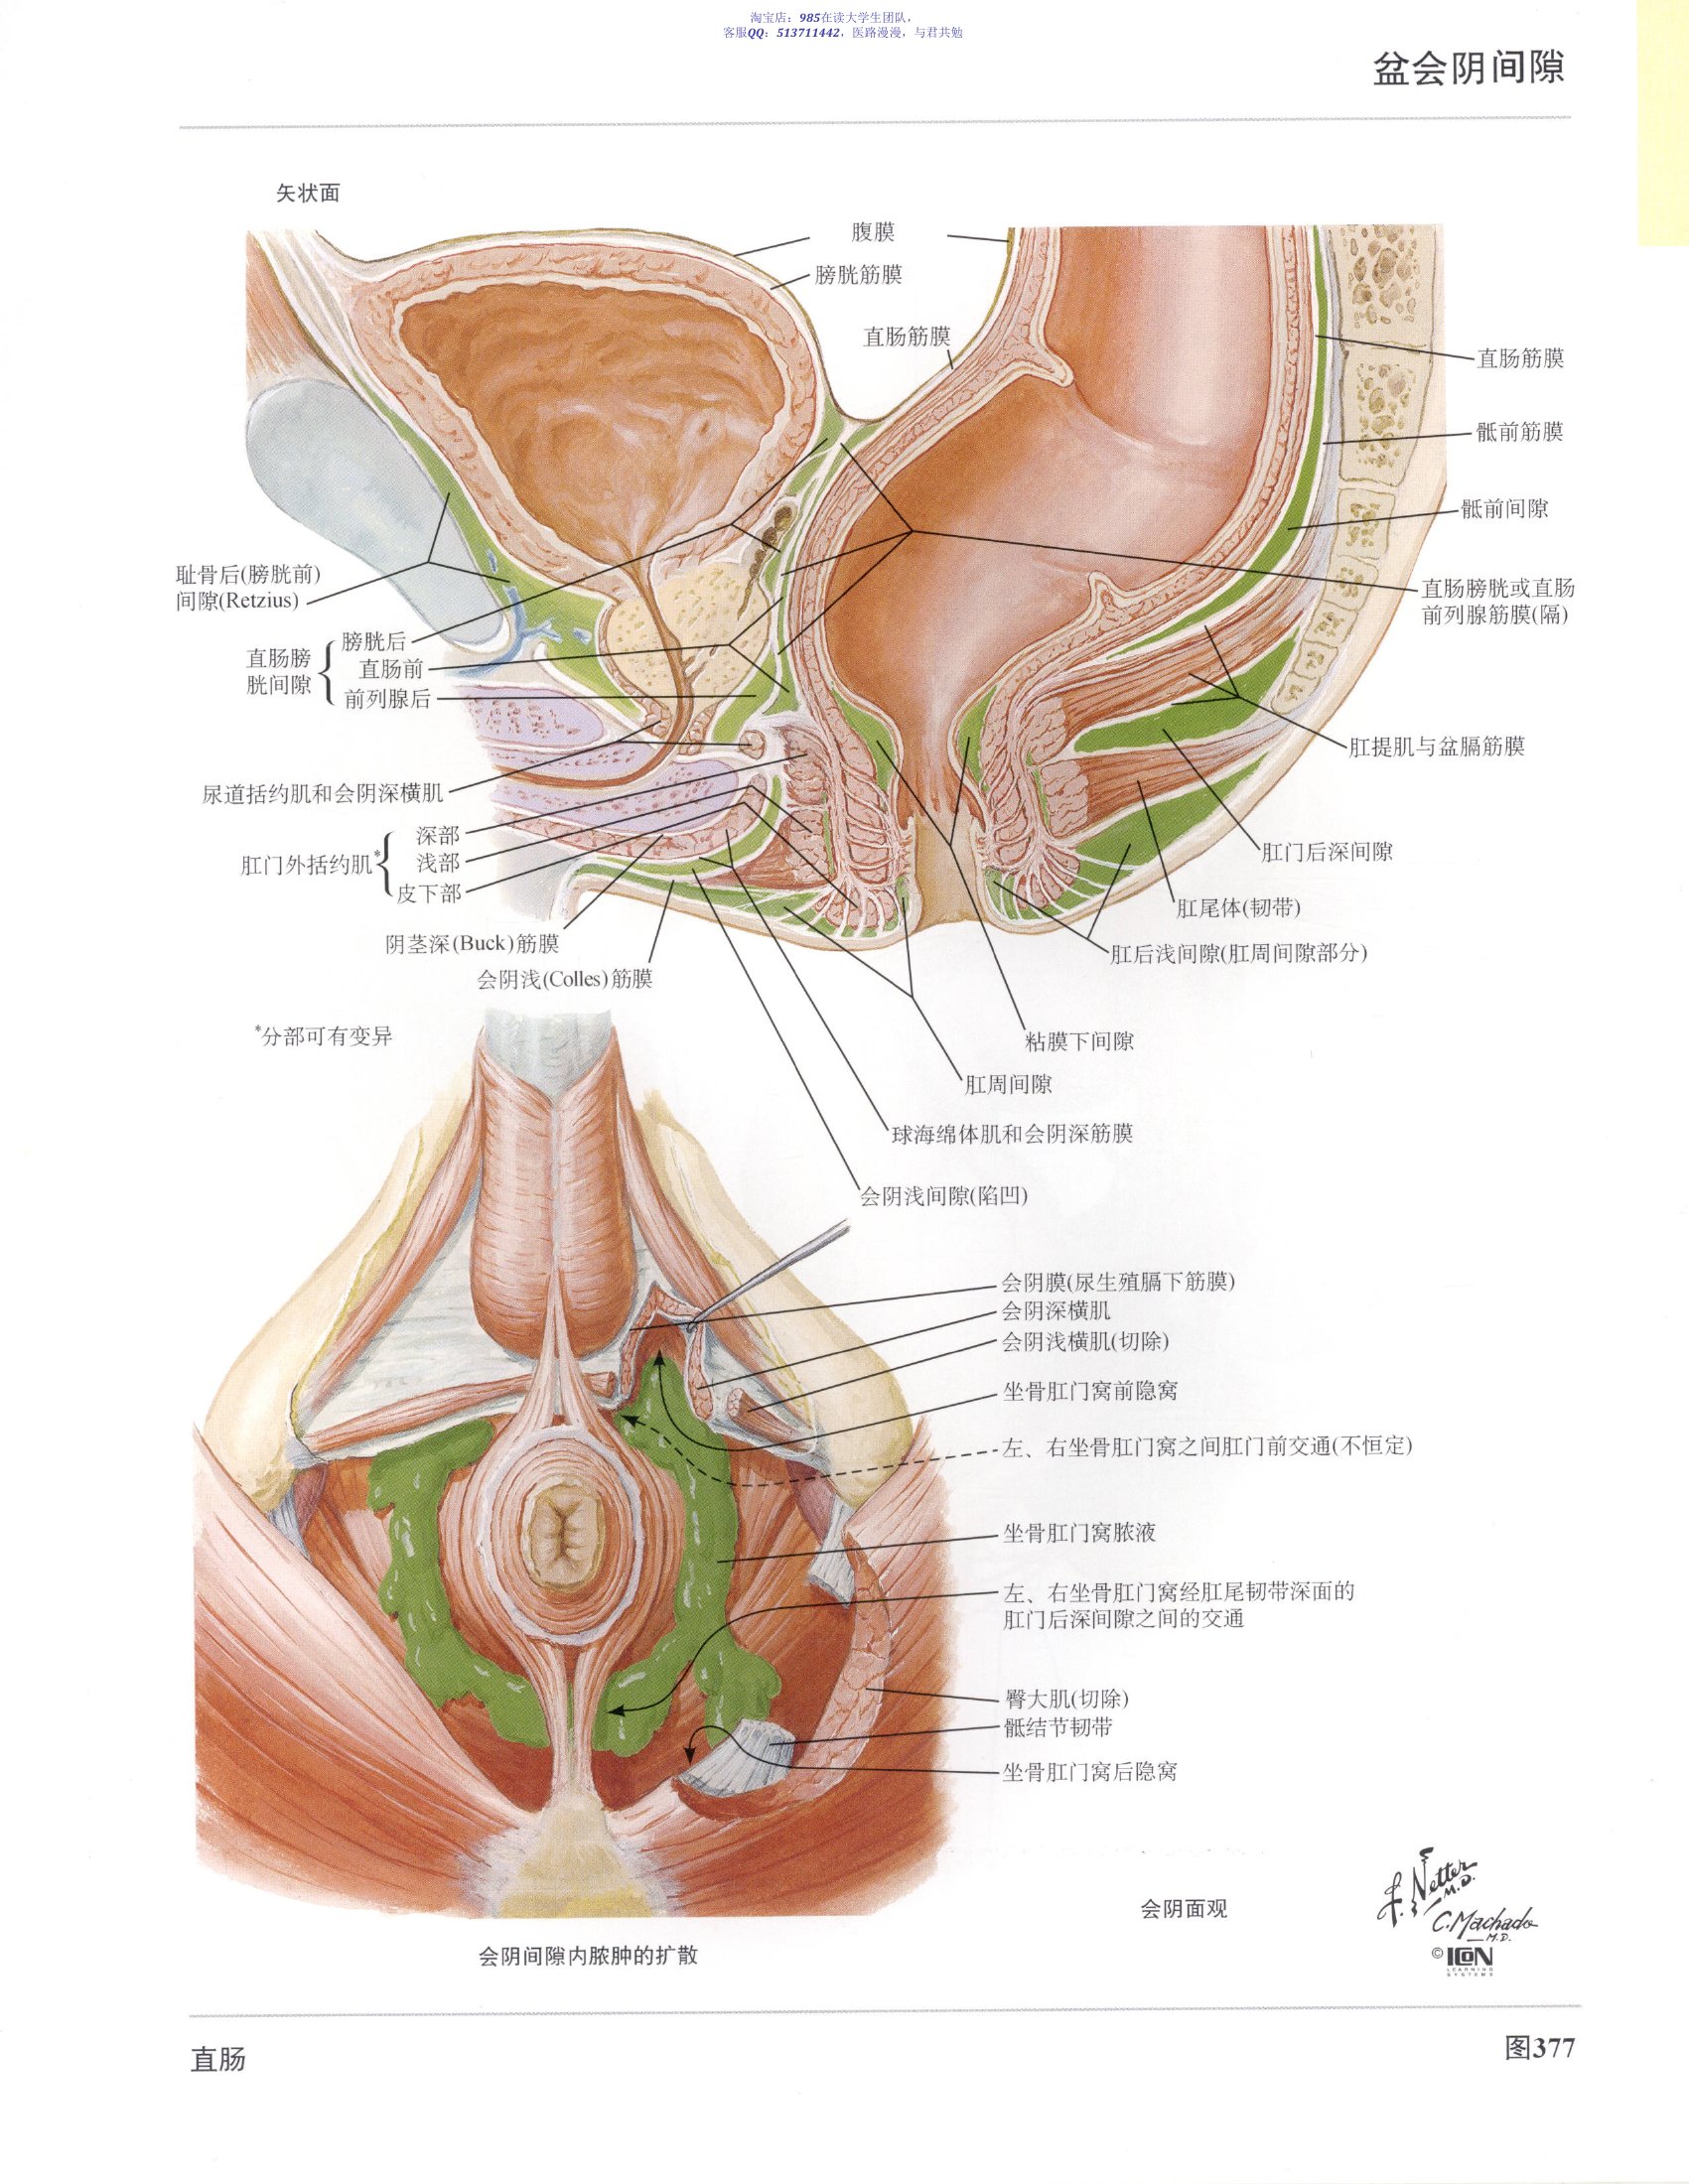 淘宝店：985在读大学生团队，
客服QQ：513711442，医路漫漫，与君共勉
盆会阴间隙
矢状面
腹膜
膀胱筋膜
直肠筋膜
直肠筋膜
骶前筋膜
骶前间隙
耻骨后(膀胱前)
间隙(Retzius)
直肠膀胱或直肠
前列腺筋膜(隔)
直肠膀
胱间隙
膀胱后
直肠前
前列腺后
肛提肌与盆膈筋膜
尿道括约肌和会阴深横肌
肛门外括约肌*
深部
浅部
皮下部
肛门后深间隙
肛尾体(韧带)
阴茎深(Buck)筋膜
肛后浅间隙(肛周间隙部分)
会阴浅(Colles)筋膜
*分部可有变异
粘膜下间隙
肛周间隙
球海绵体肌和会阴深筋膜
会阴浅间隙(陷凹)
会阴膜(尿生殖膈下筋膜)
会阴深横肌
会阴浅横肌(切除)
坐骨肛门窝前隐窝
左、右坐骨肛门窝之间肛门前交通(不恒定)
坐骨肛门窝脓液
左、右坐骨肛门窝经肛尾韧带深面的
肛门后深间隙之间的交通
臀大肌(切除)
骶结节韧带
坐骨肛门窝后隐窝
会阴面观
F. Netter
M.D.
C. Machado
M.D.
© ICON
LEARNING
SYSTEMS
会阴间隙内脓肿的扩散
直肠
图377